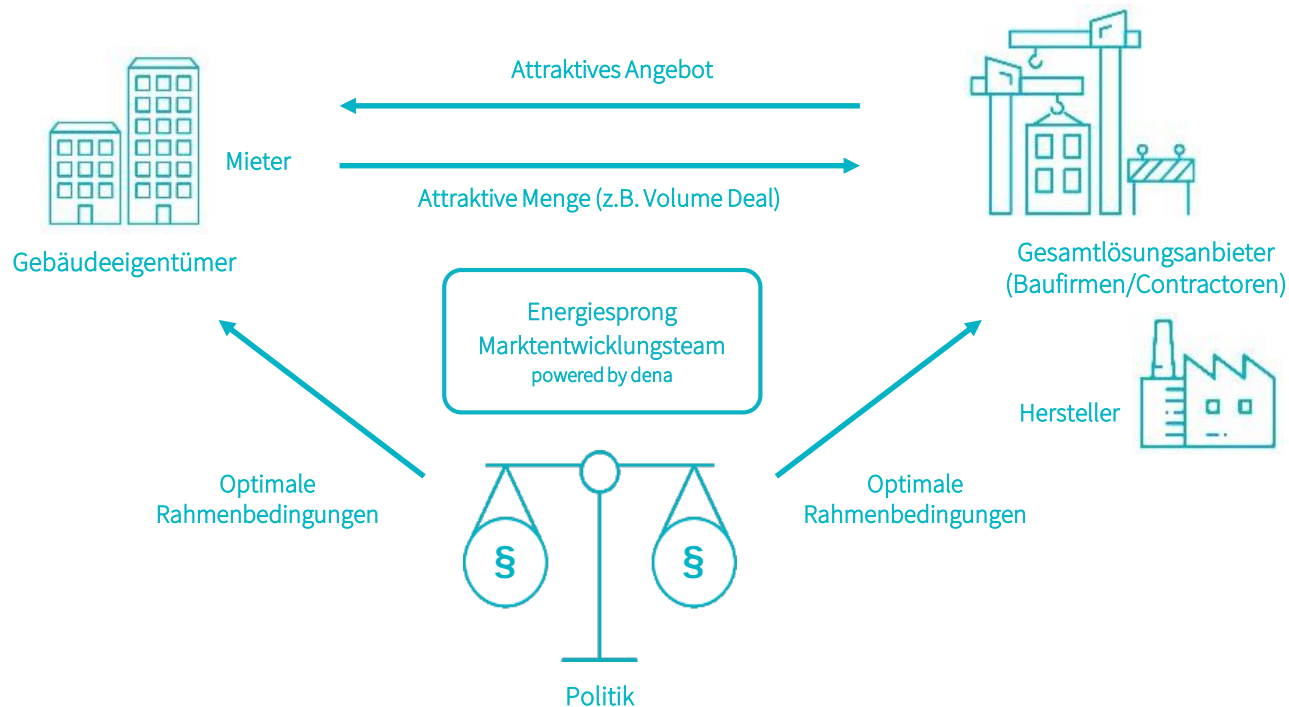 Attraktives Angebot
Mieter
Attraktive Menge (z.B. Volume Deal)
Gebäudeeigentümer
Gesamtlösungsanbieter
(Baufirmen/Contractoren)
Energiesprong
Marktentwicklungsteam
powered by dena
Hersteller
Optimale
Rahmenbedingungen
Optimale
Rahmenbedingungen
§
§
Politik